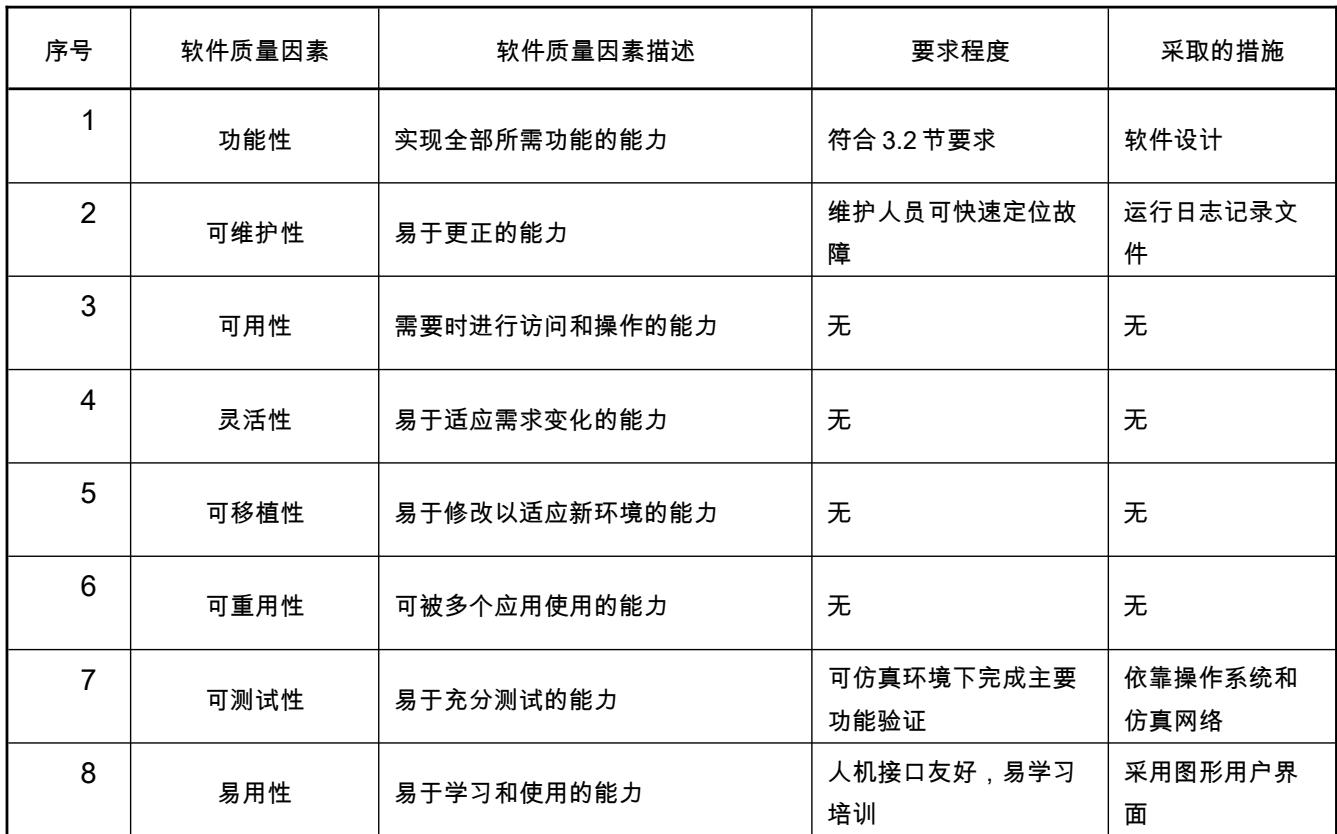 序号 软件质量因素 软件质量因素描述 要求程度 采取的措施
1 功能性 实现全部所需功能的能力 符合 3.2 节要求 软件设计
2 可维护性 易于更正的能力 维护人员可快速定位故 运行日志记录文
障 件
3 可用性 需要时进行访问和操作的能力 无 无
4 灵活性 易于适应需求变化的能力 无 无
5 可移植性 易于修改以适应新环境的能力 无 无
6 可重用性 可被多个应用使用的能力 无 无
7 可测试性 易于充分测试的能力 可仿真环境下完成主要 依靠操作系统和
功能验证 仿真网络
8 易用性 易于学习和使用的能力 人机接口友好，易学习 采用图形用户界
培训 面